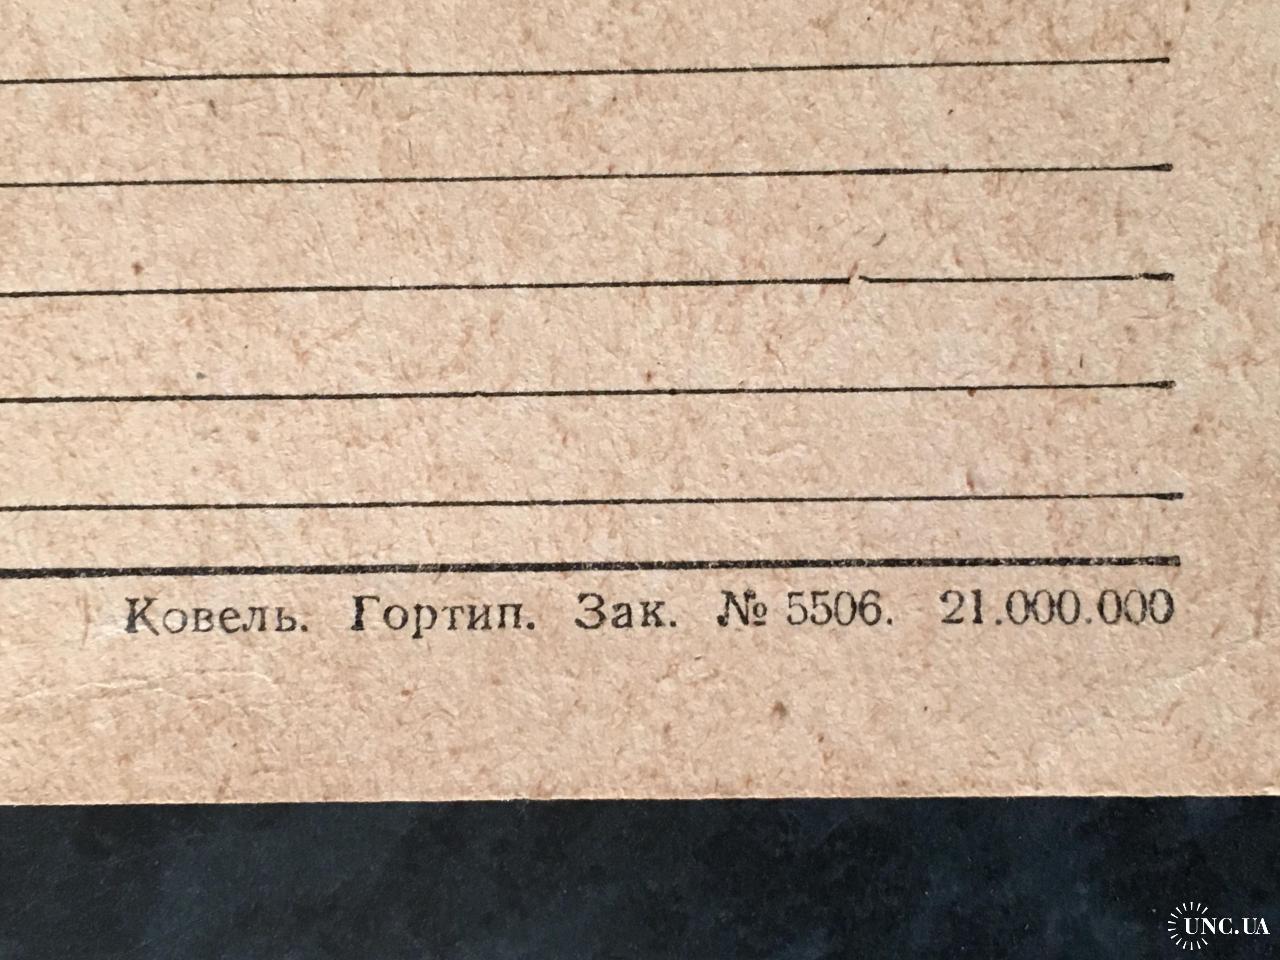 Ковель. Гортип. Зак. № 5506. 21.000.000
UNC.UA